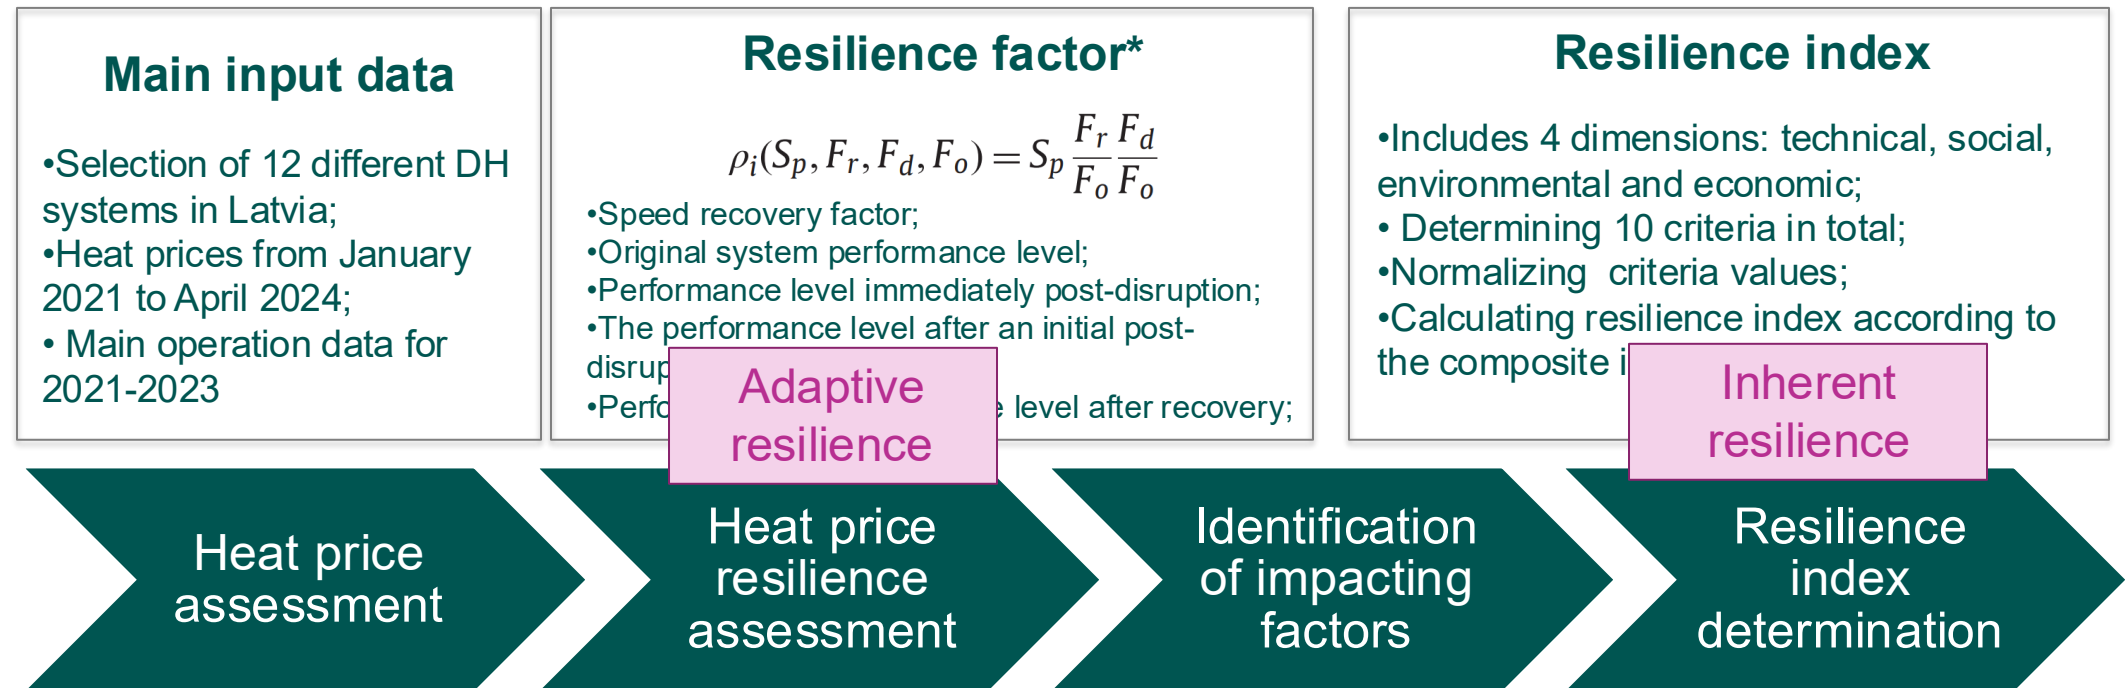 Main input data
•Selection of 12 different DH
systems in Latvia;
•Heat prices from January
2021 to April 2024;
• Main operation data for
2021-2023
Resilience factor*
ρi(Sp, Fr, Fd, Fo) = Sp Fr/Fo Fd/Fo
•Speed recovery factor;
•Original system performance level;
•Performance level immediately post-disruption;
•The performance level after an initial post-
level after recovery;
Adaptive
resilience
Resilience index
•Includes 4 dimensions: technical, social,
environmental and economic;
• Determining 10 criteria in total;
•Normalizing criteria values;
•Calculating resilience index according to
the composite
Inherent
resilience
Heat price
assessment
Heat price
resilience
assessment
Identification
of impacting
factors
Resilience
index
determination